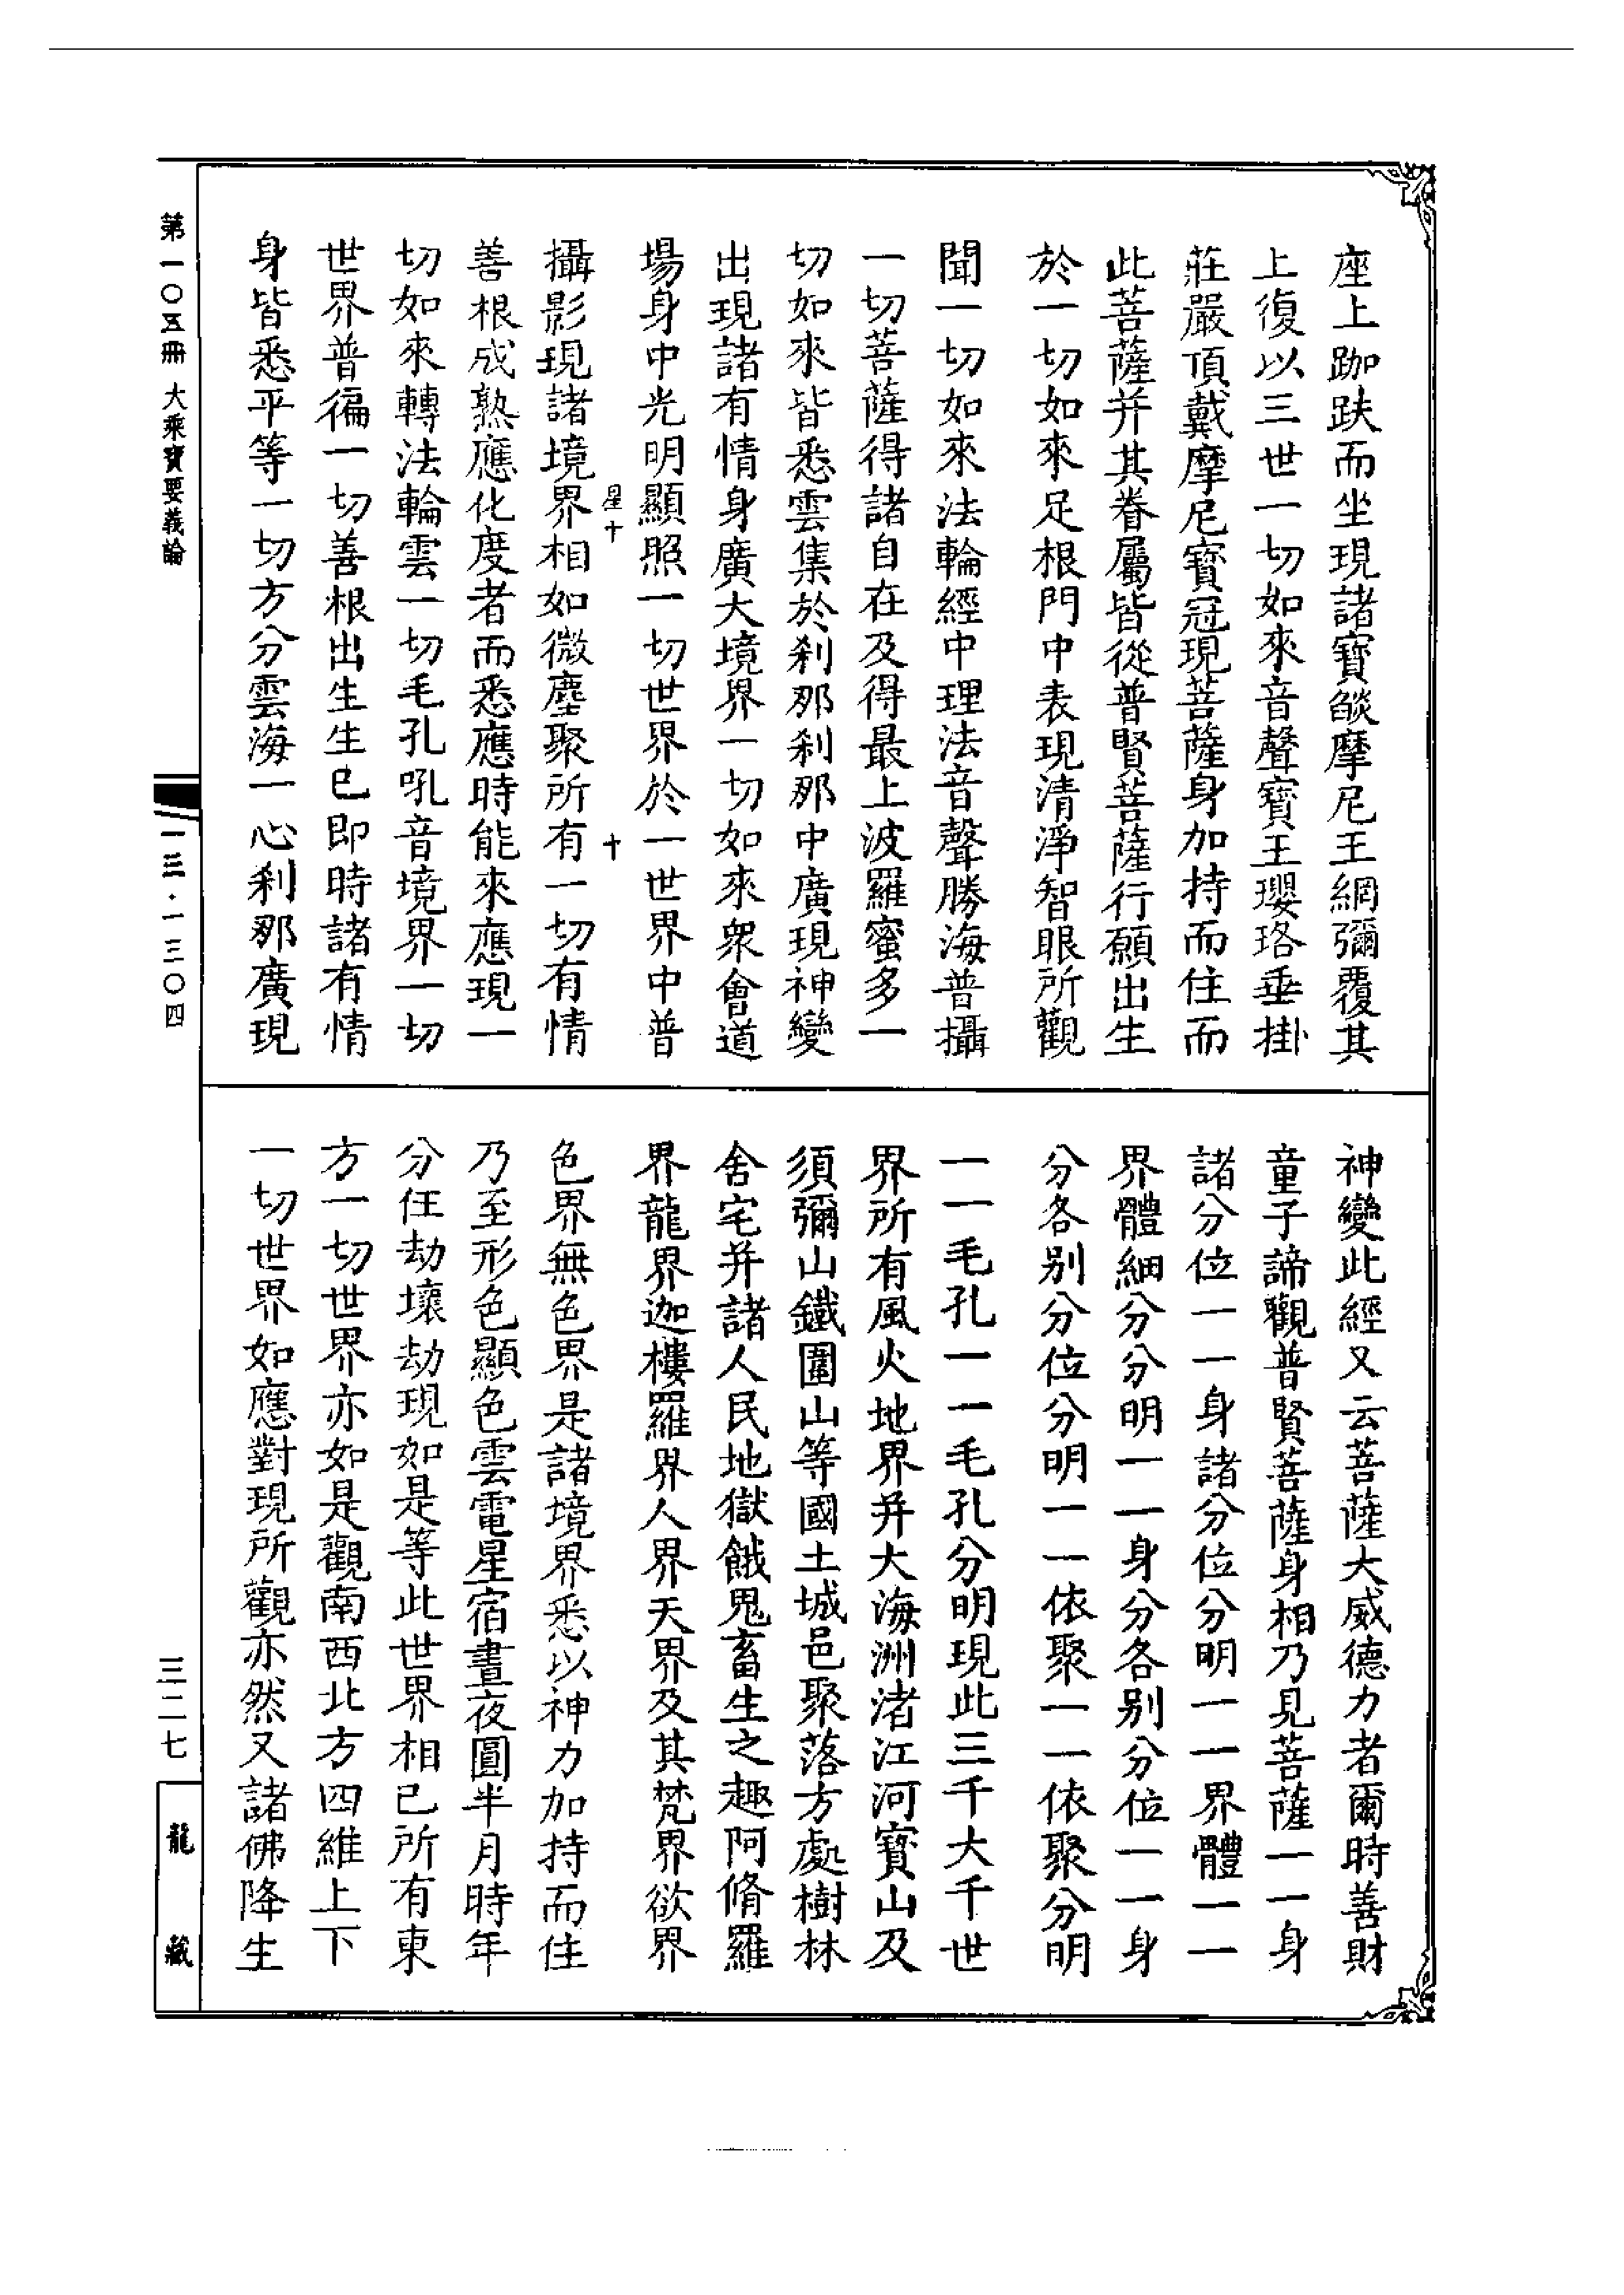 座上跏趺而坐現諸寶燄摩尼王網彌覆其
上復以三世一切如來音聲寶王瓔珞垂掛
莊嚴頂戴摩尼寶冠現菩薩身加持而住而
此菩薩并其眷屬皆從普賢菩薩行願出生
於一切如來足根門中表現清淨智眼所觀
聞一切如來法輪經中理法音聲勝海普攝
一切菩薩得諸自在及得最上波羅蜜多一
切如來皆悉雲集於刹那刹那中廣現神變
出現諸有情身廣大境界一切如來衆會道
場身中光明顯照一切世界於一世界中普
星十
十
攝影現諸境界相如微塵聚所有一切有情
善根成熟應化度者而悉應時能來應現一
切如來轉法輪雲一切毛孔吼音境界一切
世界普徧一切善根出生生已即時諸有情
身皆悉平等一切方分雲海一心刹那廣現
神變此經又云菩薩大威德力者爾時善財
童子諦觀普賢菩薩身相乃見菩薩一一身
諸分位一一身諸分位分明一一界體一一
界體細分分明一一身分各别分位一一身
分各别分位分明一一依聚一一依聚分明
一一毛孔一一毛孔分明現此三千大千世
界所有風火地界并大海洲渚江河寶山及
須彌山鐵圍山等國土城邑聚落方處樹林
舍宅并諸人民地獄餓鬼畜生之趣阿脩羅
界龍界迦樓羅界人界天界及其梵界欲界
色界無色界是諸境界悉以神力加持而住
乃至形色顯色雲電星宿晝夜圓半月時年
分任劫壞劫現如是等此世界相已所有東
方一切世界亦如是觀南西北方四維上下
一切世界如應對現所觀亦然又諸佛降生
第一〇五冊 大乘寶要義論
一三·一三〇四
三二七
龍藏